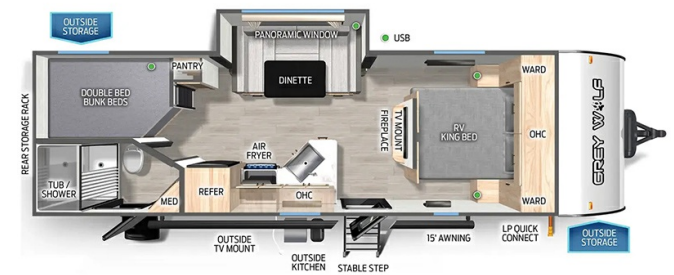 OUTSIDE
STORAGE
PANORAMIC WINDOW
USB
PANTRY
DINETTE
WARD
DOUBLE BED
BUNK BEDS
REAR STORAGE RACK
TV MOUNT
FIREPLACE
RV
KING BED
OHC
GREY WOLF
AIR
FRYER
TUB /
SHOWER
MED
REFER
OHC
WARD
OUTSIDE
TV MOUNT
OUTSIDE
KITCHEN
STABLE STEP
15' AWNING
LP QUICK
CONNECT
OUTSIDE
STORAGE